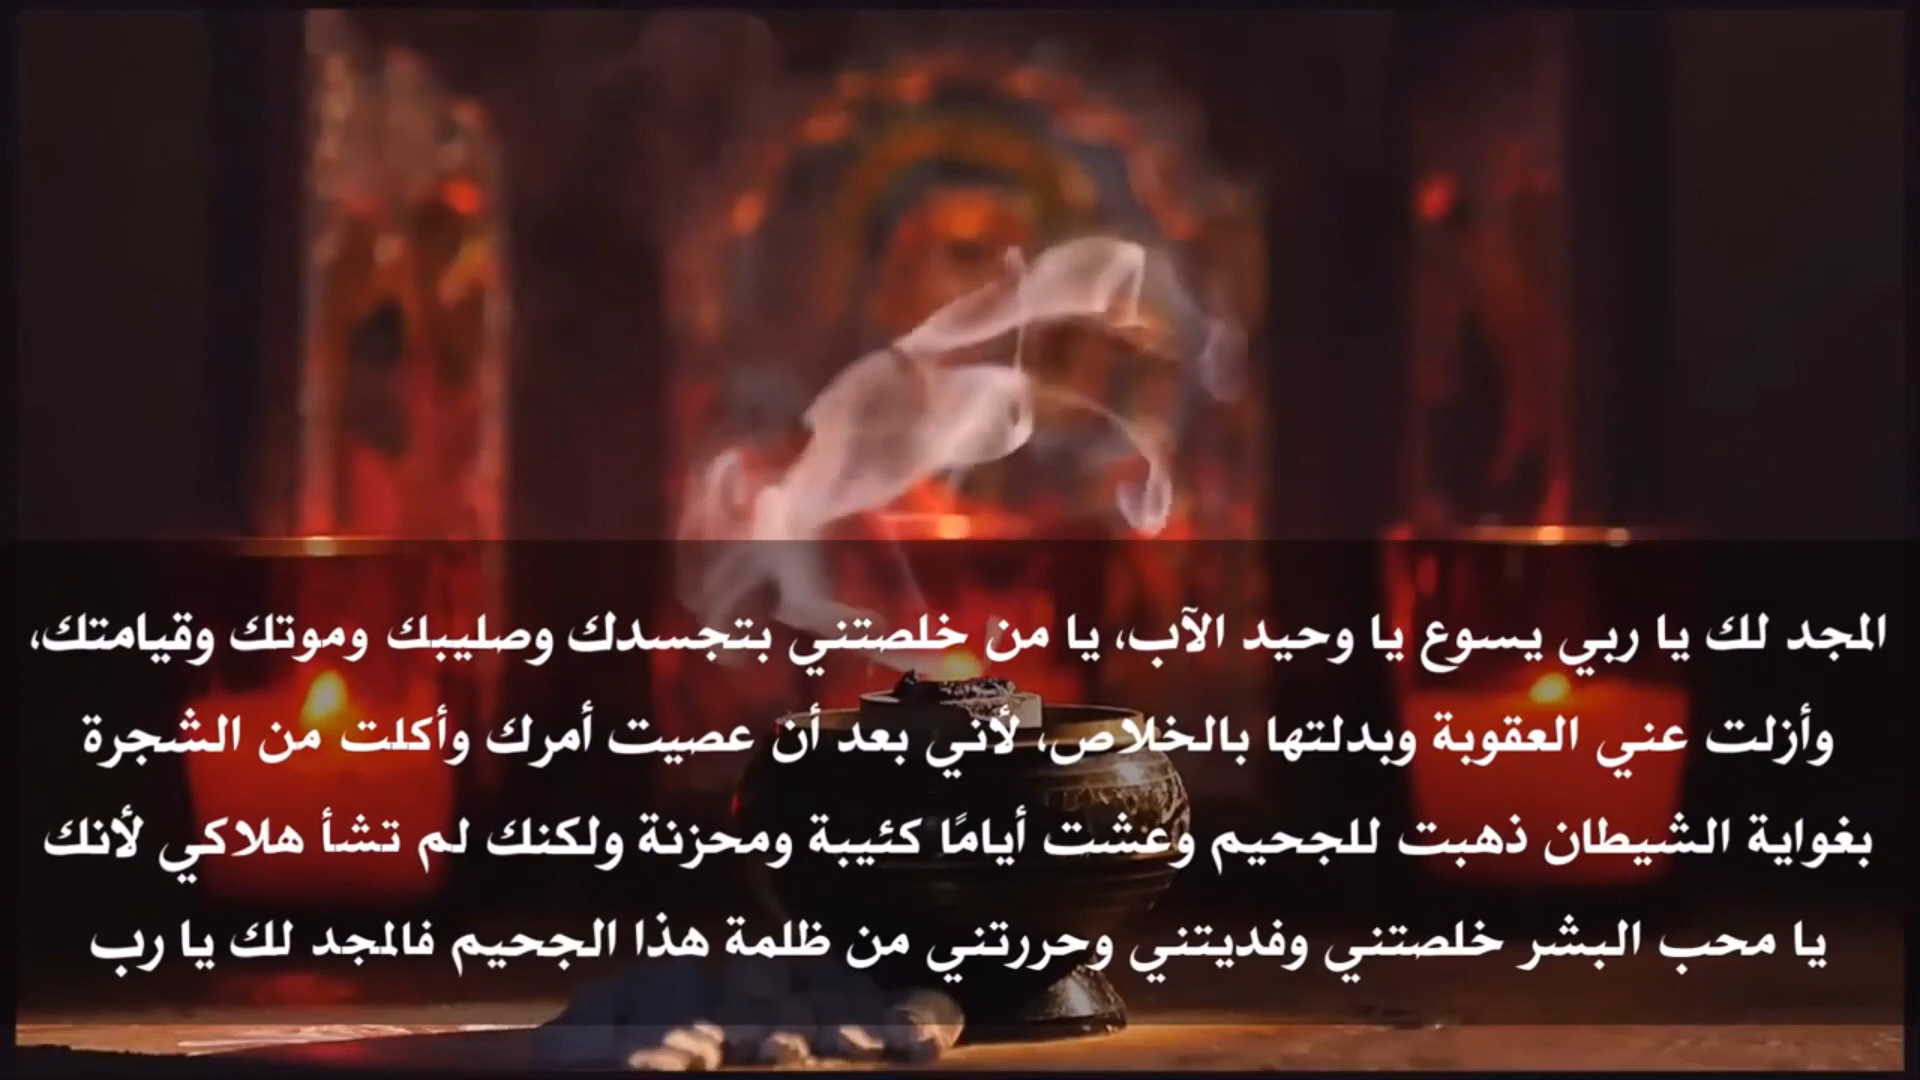 المجد لك يا ربي يسوع يا وحيد الآب، يا من خلصتني بتجسدك وصليبك وموتك وقيامتك،
وأزلت عني العقوبة وبدلتها بالخلاص، لأني بعد أن عصيت أمرك وأكلت من الشجرة
بغواية الشيطان ذهبت للجحيم وعشت أيامًا كئيبة ومحزنة ولكنك لم تشأ هلاكي لأنك
يا محب البشر خلصتني وفديتني وحررتني من ظلمة هذا الجحيم فالمجد لك يا رب